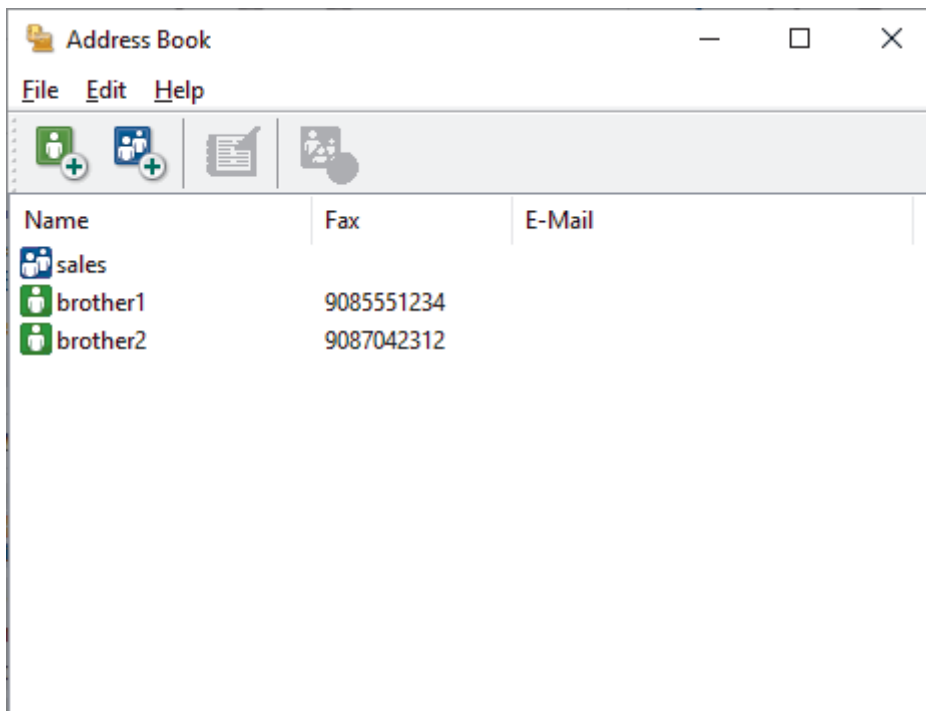 Address Book
File Edit Help
Name Fax E-Mail
sales
brother1 9085551234
brother2 9087042312